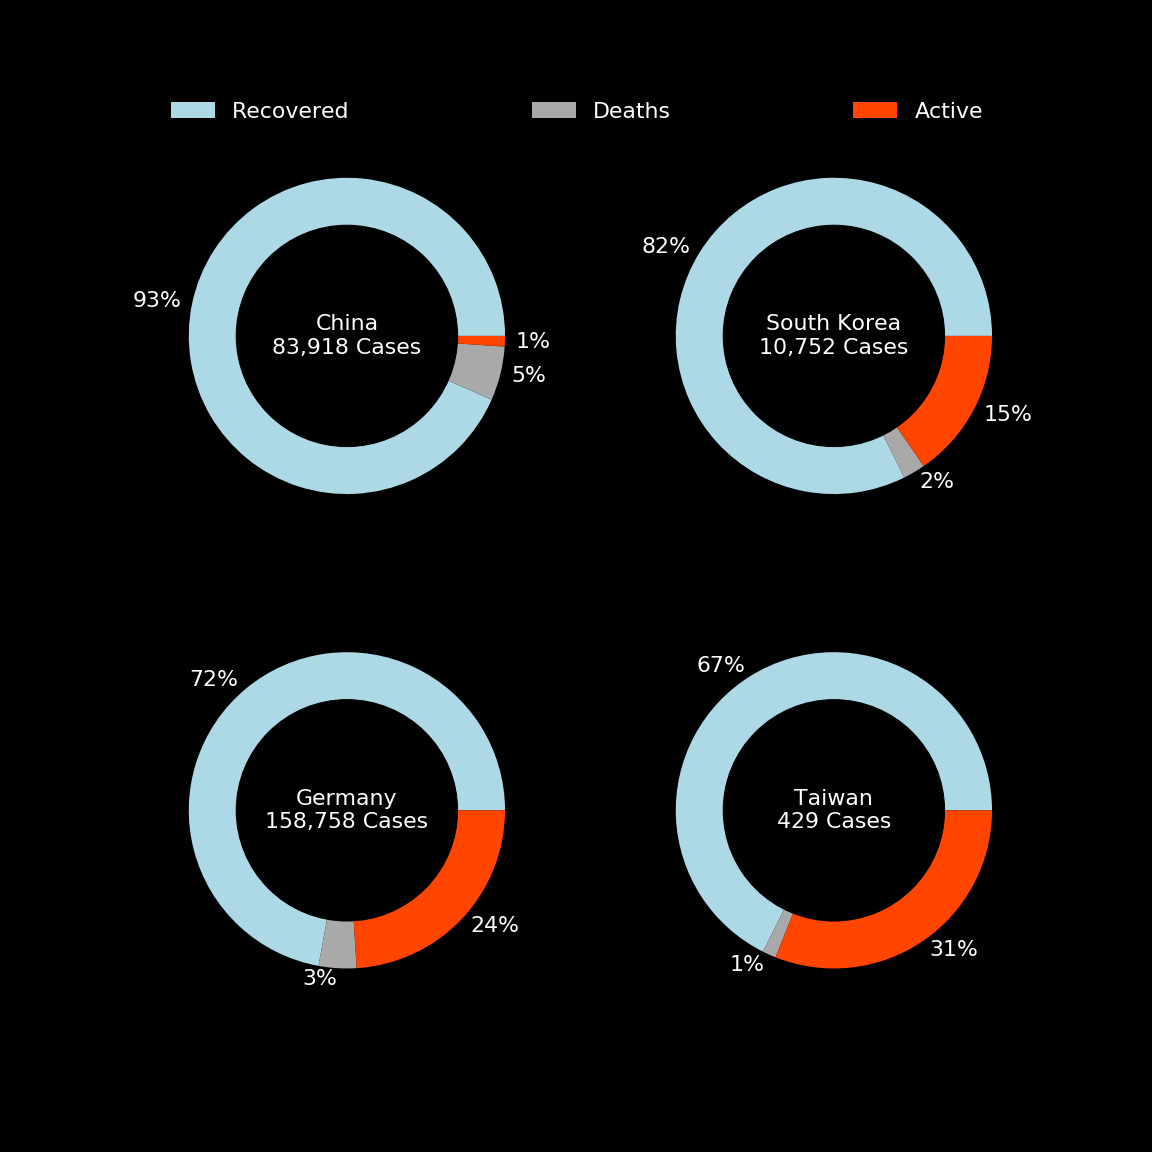 Recovered
Deaths
Active
93%
China
83,918 Cases
1%
5%
82%
South Korea
10,752 Cases
15%
2%
72%
Germany
158,758 Cases
24%
3%
67%
Taiwan
429 Cases
31%
1%